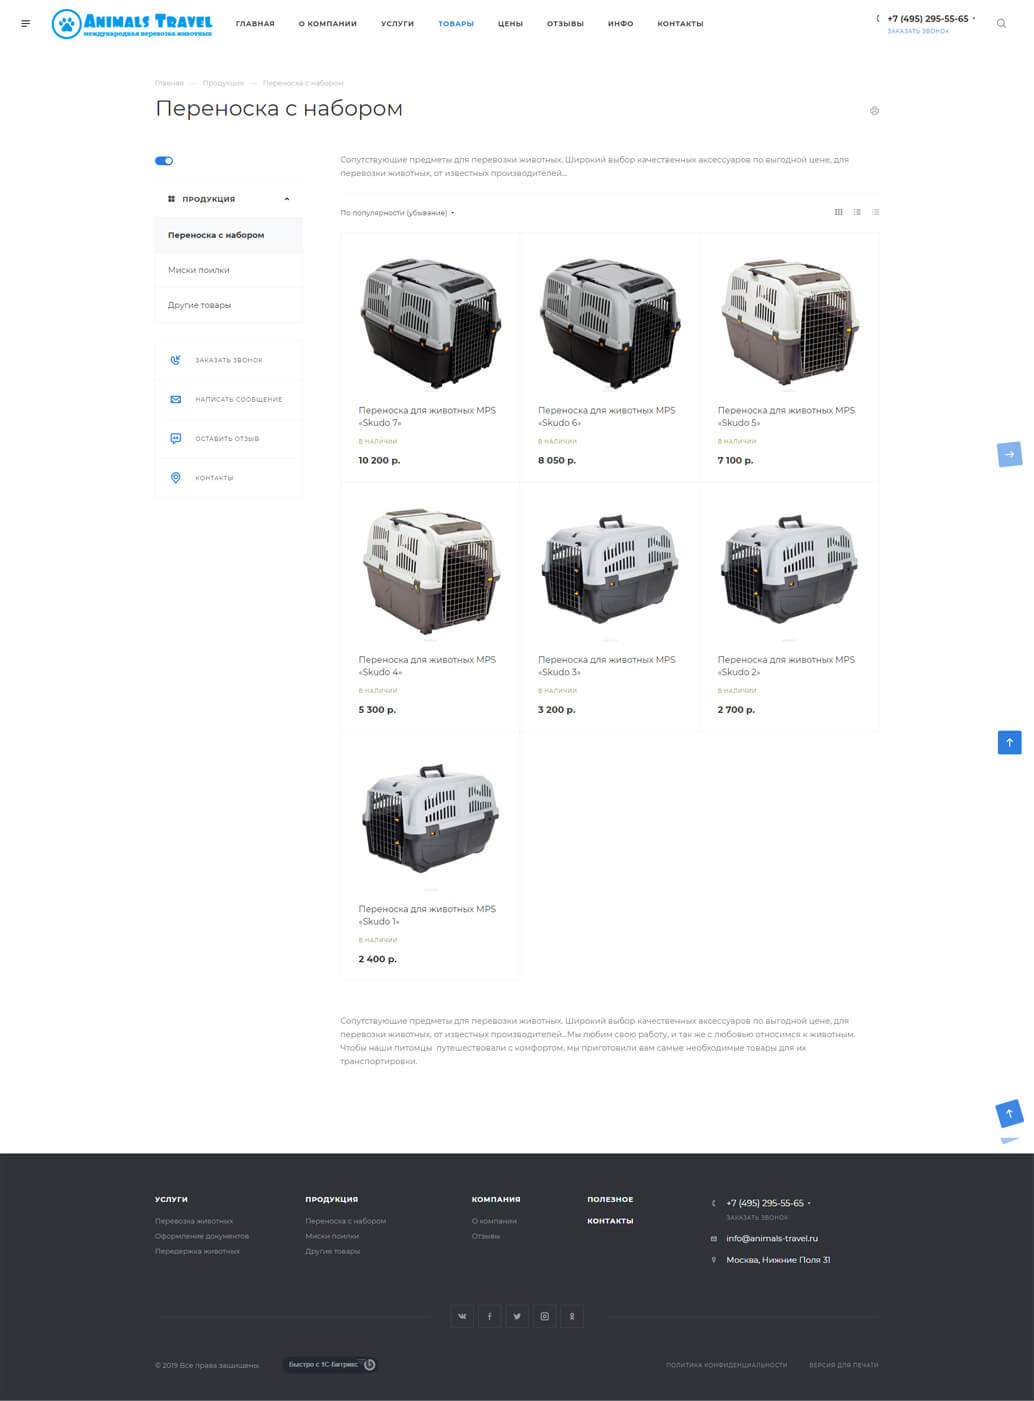 ANIMALS TRAVEL
международная перевозка животных
ГЛАВНАЯ
О КОМПАНИИ
УСЛУГИ
ТОВАРЫ
ЦЕНЫ
ОТЗЫВЫ
ИНФО
КОНТАКТЫ
+7 (495) 295-55-65
ЗАКАЗАТЬ ЗВОНОК
Главная — Продукция — Переноска с набором
Переноска с набором
ПРОДУКЦИЯ
Переноска с набором
Миски поилки
Другие товары
ЗАКАЗАТЬ ЗВОНОК
НАПИСАТЬ СООБЩЕНИЕ
ОСТАВИТЬ ОТЗЫВ
КОНТАКТЫ
Сопутствующие предметы для перевозки животных. Широкий выбор качественных аксессуаров по выгодной цене, для
перевозки животных, от известных производителей...
По популярности (убывание)
Переноска для животных MPS
«Skudo 7»
В НАЛИЧИИ
10 200 р.
Переноска для животных MPS
«Skudo 6»
В НАЛИЧИИ
8 050 р.
Переноска для животных MPS
«Skudo 5»
В НАЛИЧИИ
7 100 р.
Переноска для животных MPS
«Skudo 4»
В НАЛИЧИИ
5 300 р.
Переноска для животных MPS
«Skudo 3»
В НАЛИЧИИ
3 200 р.
Переноска для животных MPS
«Skudo 2»
В НАЛИЧИИ
2 700 р.
Переноска для животных MPS
«Skudo 1»
В НАЛИЧИИ
2 400 р.
Сопутствующие предметы для перевозки животных. Широкий выбор качественных аксессуаров по выгодной цене, для
перевозки животных, от известных производителей...Мы любим свою работу, и так же с любовью относимся к животным.
Чтобы наши питомцы путешествовали с комфортом, мы приготовили вам самые необходимые товары для их
транспортировки.
УСЛУГИ
Перевозка животных
Оформление документов
Передержка животных
ПРОДУКЦИЯ
Переноска с набором
Миски поилки
Другие товары
КОМПАНИЯ
О компании
Отзывы
ПОЛЕЗНОЕ
КОНТАКТЫ
+7 (495) 295-55-65
ЗАКАЗАТЬ ЗВОНОК
info@animals-travel.ru
Москва, Нижние Поля 31
© 2019 Все права защищены.
Быстро с 1С-Битрикс
ПОЛИТИКА КОНФИДЕНЦИАЛЬНОСТИ
ВЕРСИЯ ДЛЯ ПЕЧАТИ